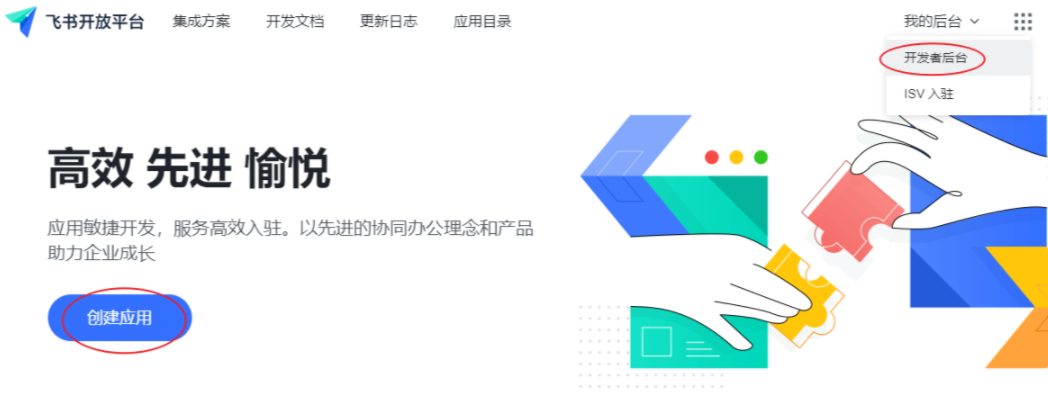 飞书开放平台 集成方案 开发文档 更新日志 应用目录 我的后台
开发者后台
ISV 入驻
高效 先进 愉悦
应用敏捷开发，服务高效入驻。以先进的协同办公理念和产品
助力企业成长
创建应用